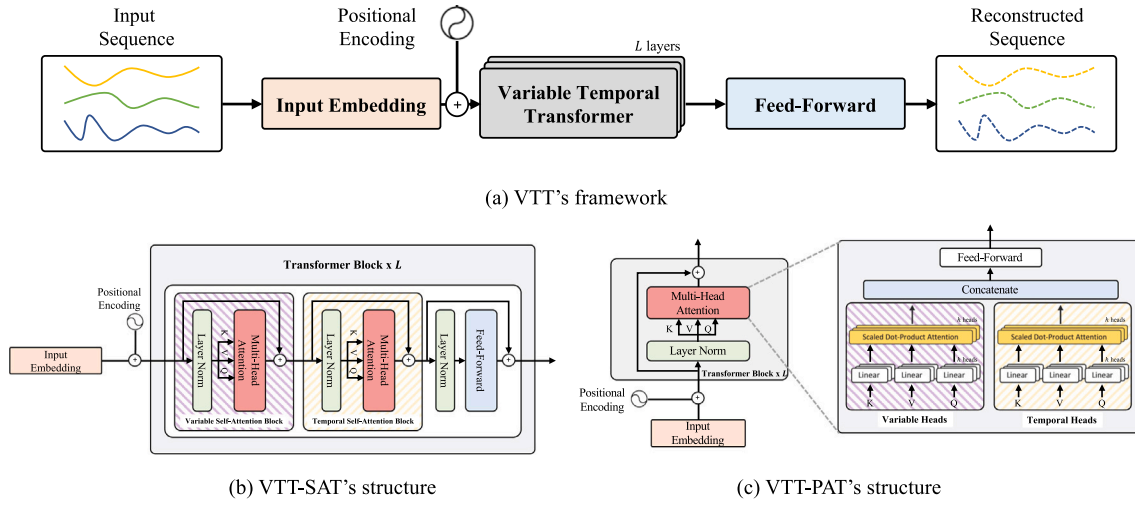 Input
Sequence
Positional
Encoding
Reconstructed
Sequence
L layers
Input Embedding
+
Variable Temporal
Transformer
Feed-Forward
(a) VTT's framework
Transformer Block x L
Positional
Encoding
Input
Embedding
+
Layer Norm
K
V
Q
Multi-Head
Attention
+
Variable Self-Attention Block
Layer Norm
K
V
Q
Multi-Head
Attention
+
Temporal Self-Attention Block
Layer Norm
Feed-Forward
+
(b) VTT-SAT's structure
+
Multi-Head
Attention
K V Q
Layer Norm
Transformer Block x L
Positional
Encoding
+
Input
Embedding
Feed-Forward
Concatenate
h heads
Scaled Dot-Product Attention
h heads
Linear Linear Linear
K V Q
Variable Heads
h heads
Scaled Dot-Product Attention
h heads
Linear Linear Linear
K V Q
Temporal Heads
(c) VTT-PAT's structure